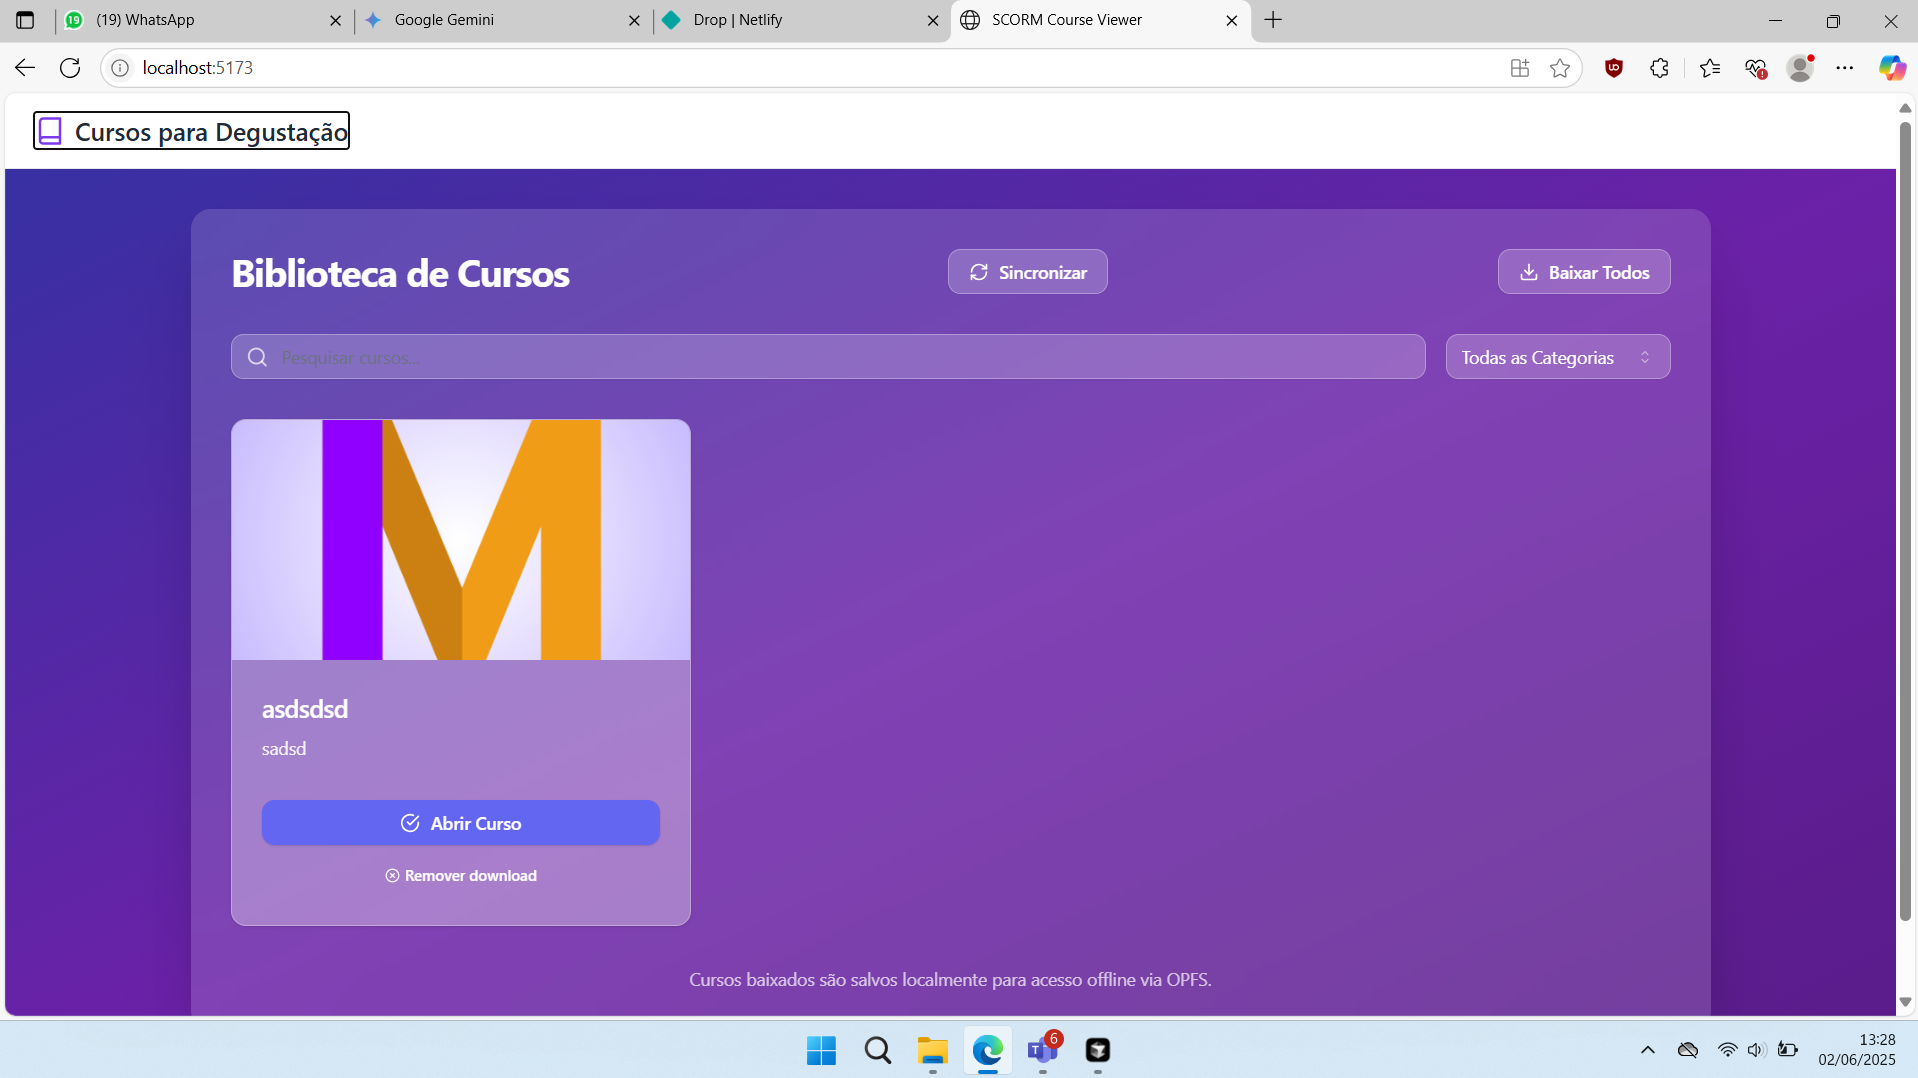 19
(19) WhatsApp
Google Gemini
Drop | Netlify
SCORM Course Viewer
localhost:5173
Cursos para Degustação
Biblioteca de Cursos
Sincronizar
Baixar Todos
Pesquisar cursos...
Todas as Categorias
asdsdsd
sadsd
Abrir Curso
Remover download
Cursos baixados são salvos localmente para acesso offline via OPFS.
6
13:28
02/06/2025